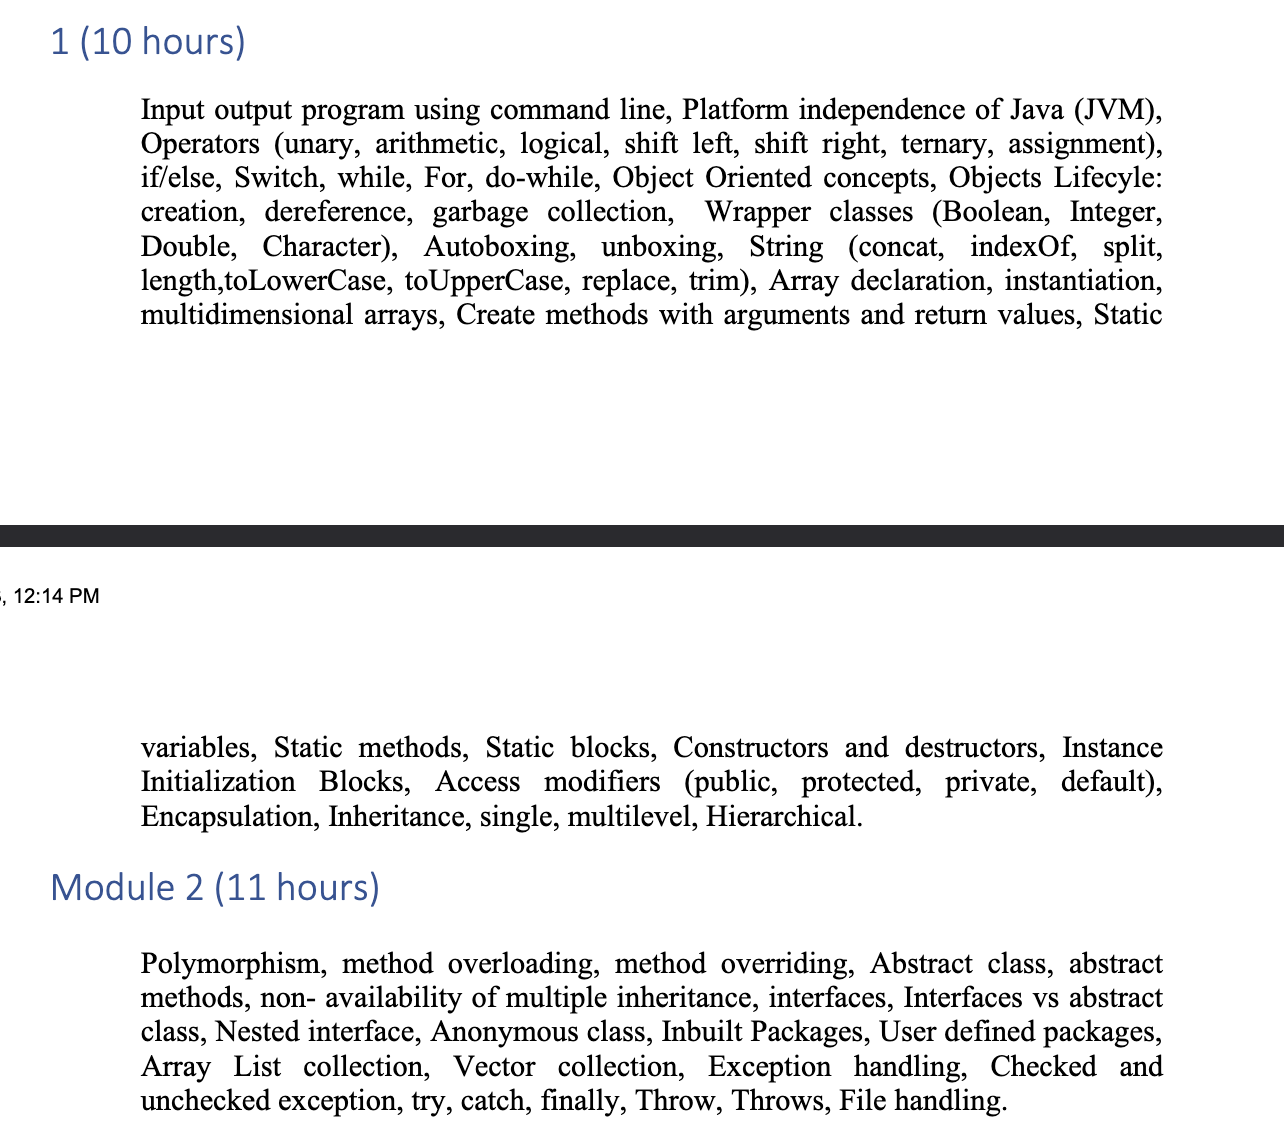 1 (10 hours)
Input output program using command line, Platform independence of Java (JVM),
Operators (unary, arithmetic, logical, shift left, shift right, ternary, assignment),
if/else, Switch, while, For, do-while, Object Oriented concepts, Objects Lifecyle:
creation, dereference, garbage collection, Wrapper classes (Boolean, Integer,
Double, Character), Autoboxing, unboxing, String (concat, indexOf, split,
length,toLowerCase, toUpperCase, replace, trim), Array declaration, instantiation,
multidimensional arrays, Create methods with arguments and return values, Static
, 12:14 PM
variables, Static methods, Static blocks, Constructors and destructors, Instance
Initialization Blocks, Access modifiers (public, protected, private, default),
Encapsulation, Inheritance, single, multilevel, Hierarchical.
Module 2 (11 hours)
Polymorphism, method overloading, method overriding, Abstract class, abstract
methods, non- availability of multiple inheritance, interfaces, Interfaces vs abstract
class, Nested interface, Anonymous class, Inbuilt Packages, User defined packages,
Array List collection, Vector collection, Exception handling, Checked and
unchecked exception, try, catch, finally, Throw, Throws, File handling.